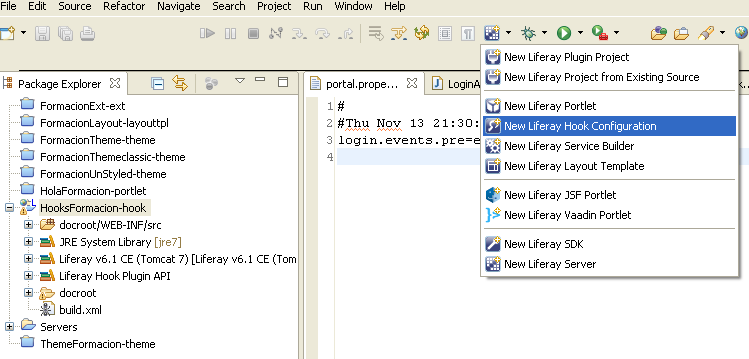 File Edit Source Refactor Navigate Search Project Run Window Help
Package Explorer
FormacionExt-ext
FormacionLayout-layouttpl
FormacionTheme-theme
FormacionThemeclassic-theme
FormacionUnStyled-theme
HolaFormacion-portlet
HooksFormacion-hook
docroot/WEB-INF/src
JRE System Library [jre7]
Liferay v6.1 CE (Tomcat 7) [Liferay v6.1 CE (Tom
Liferay Hook Plugin API
docroot
build.xml
Servers
ThemeFormacion-theme
portal.prope...
LoginA
1 #
2 #Thu Nov 13 21:30:
3 login.events.pre=e
4
New Liferay Plugin Project
New Liferay Project from Existing Source
New Liferay Portlet
New Liferay Hook Configuration
New Liferay Service Builder
New Liferay Layout Template
New Liferay JSF Portlet
New Liferay Vaadin Portlet
New Liferay SDK
New Liferay Server